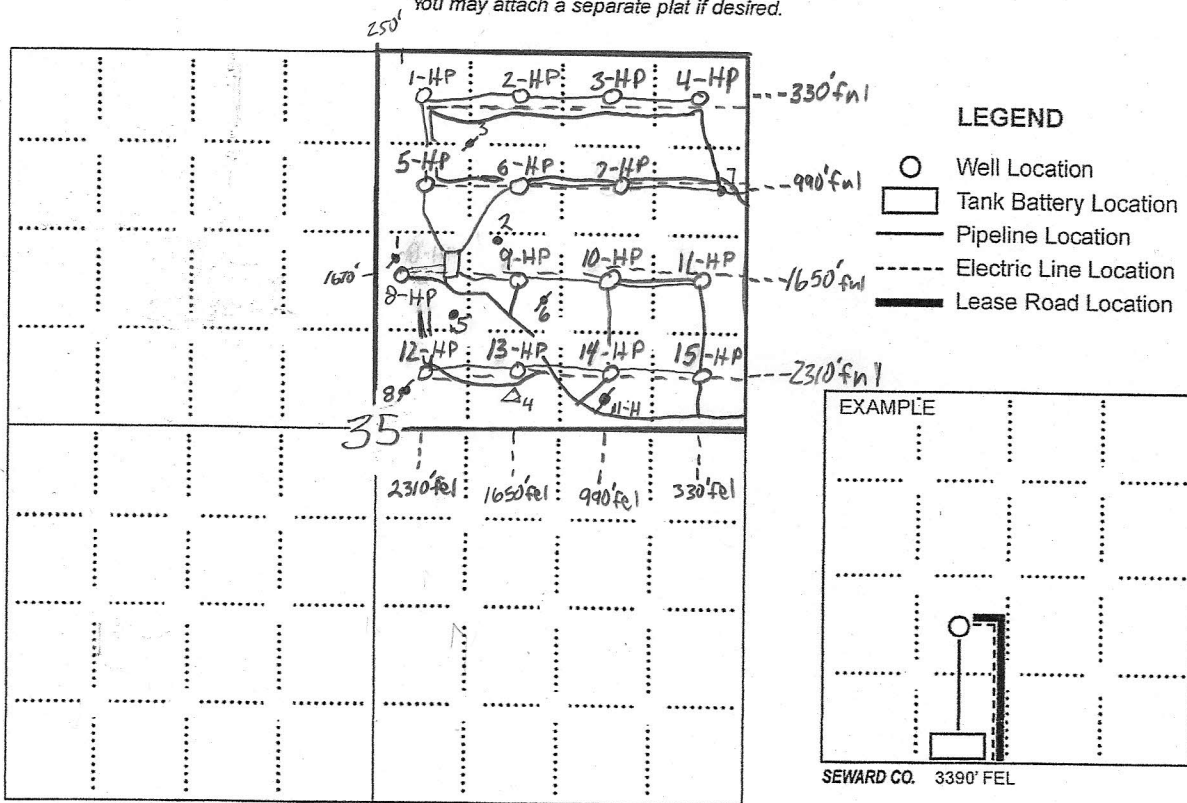 You may attach a separate plat if desired.
250'
1-HP 2-HP 3-HP 4-HP
330'fnl
3
5-HP 6-HP 7-HP 7
990'fnl
1
2
9-HP 10-HP 11-HP
1650'fnl
8-HP
5
6
12-HP 13-HP 14-HP 15-HP
2310'fnl
8
4
11-H
35
2310'fel 1650'fel 990'fel 330'fel
LEGEND
Well Location
Tank Battery Location
Pipeline Location
Electric Line Location
Lease Road Location
EXAMPLE
SEWARD CO. 3390' FEL